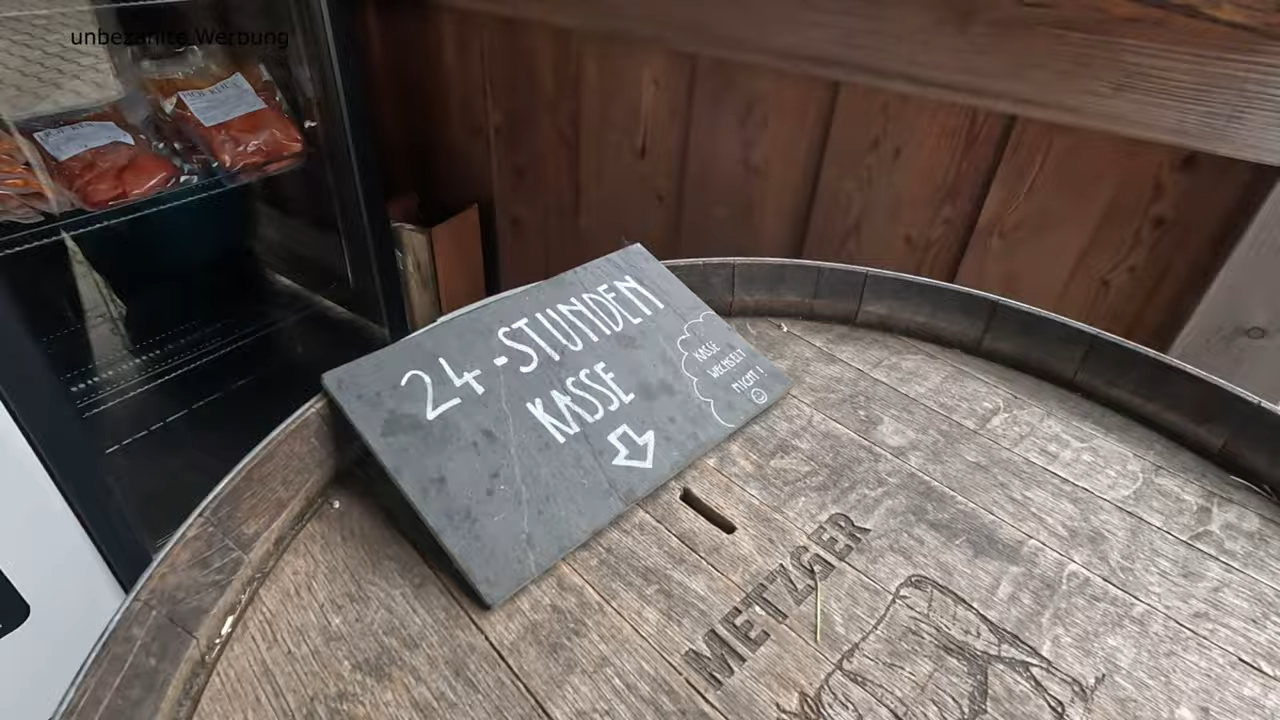 unbezahlte Werbung
24-STUNDEN
KASSE
KASSE
WECHSELT
NICHT!
METZGER